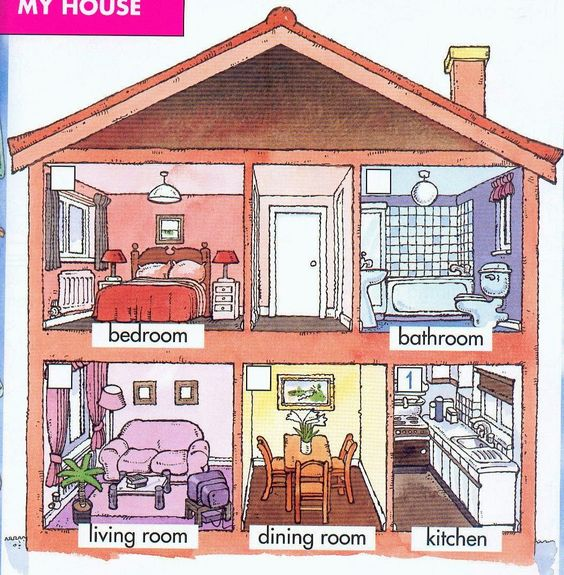 MY HOUSE
bedroom
bathroom
1
living room
dining room
kitchen